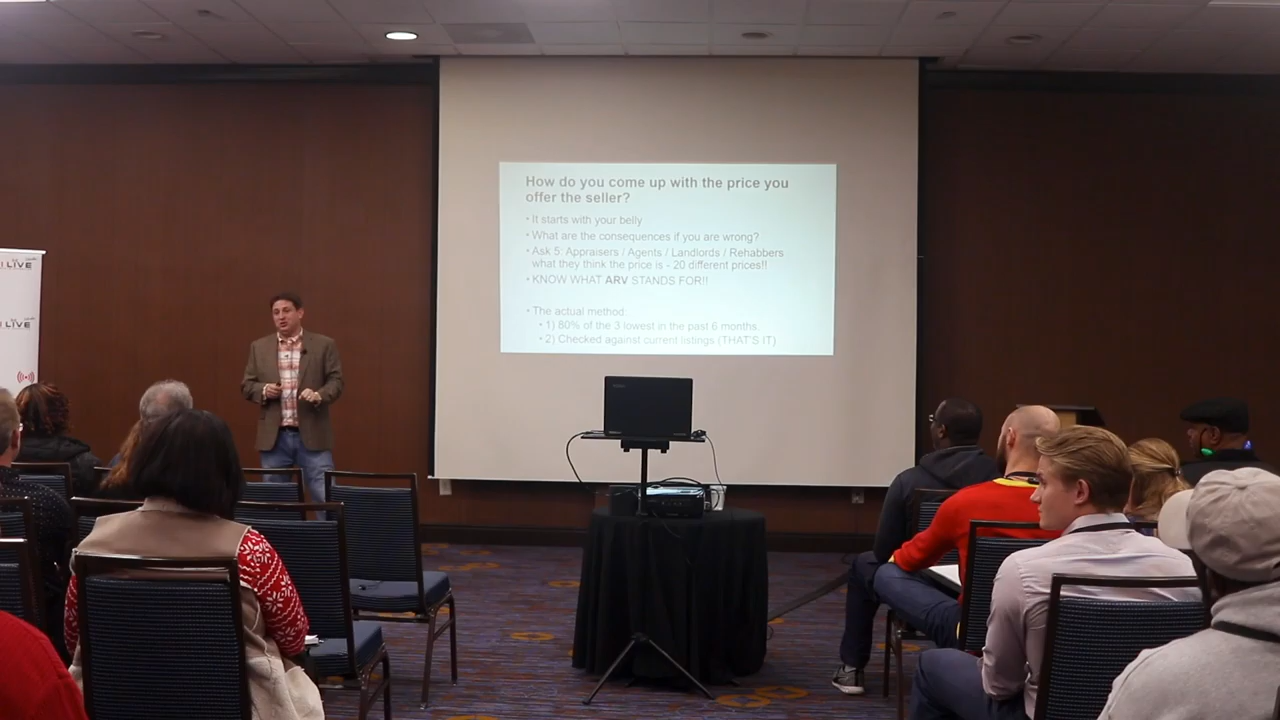 How do you come up with the price you
offer the seller?
• It starts with your belly
• What are the consequences if you are wrong?
• Ask 5: Appraisers / Agents / Landlords / Rehabbers
what they think the price is - 20 different prices!!
• KNOW WHAT ARV STANDS FOR!!
• The actual method:
• 1) 80% of the 3 lowest in the past 6 months.
• 2) Checked against current listings (THAT'S IT)
LIVE
LIVE